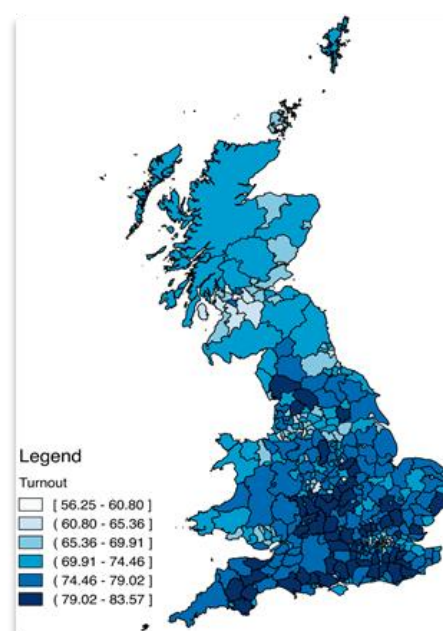 Legend
Turnout
[ 56.25 - 60.80 ]
( 60.80 - 65.36 ]
( 65.36 - 69.91 ]
( 69.91 - 74.46 ]
( 74.46 - 79.02 ]
( 79.02 - 83.57 ]